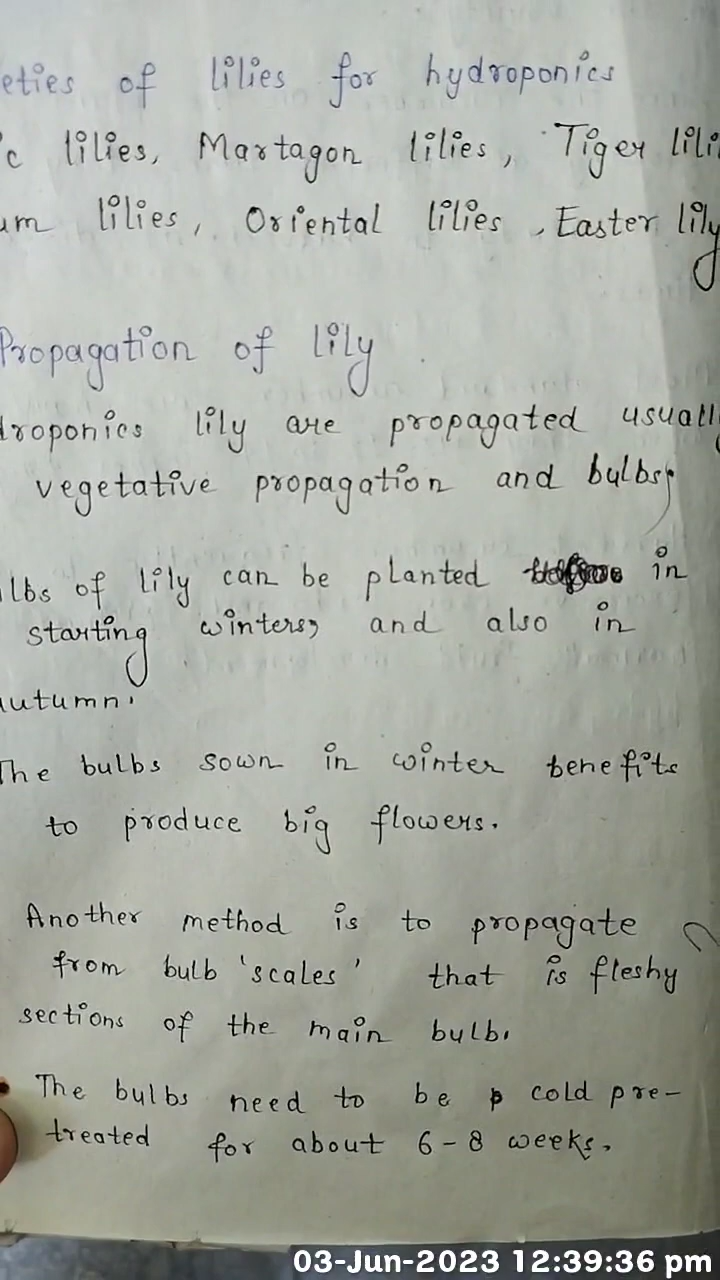 eties of lilies for hydroponics
c lilies, Martagon lilies, Tiger lili
um lilies, Oriental lilies, Easter lily
Propagation of lily
droponics lily are propagated usuall
vegetative propagation and bulbs;
lbs of lily can be planted in
starting winters, and also in
autumn.
The bulbs sown in winter benefits
to produce big flowers.
Another method is to propagate
from bulb 'scales' that is fleshy
sections of the main bulb.
The bulbs need to be cold pre-
treated for about 6-8 weeks.
03-Jun-2023 12:39:36 pm